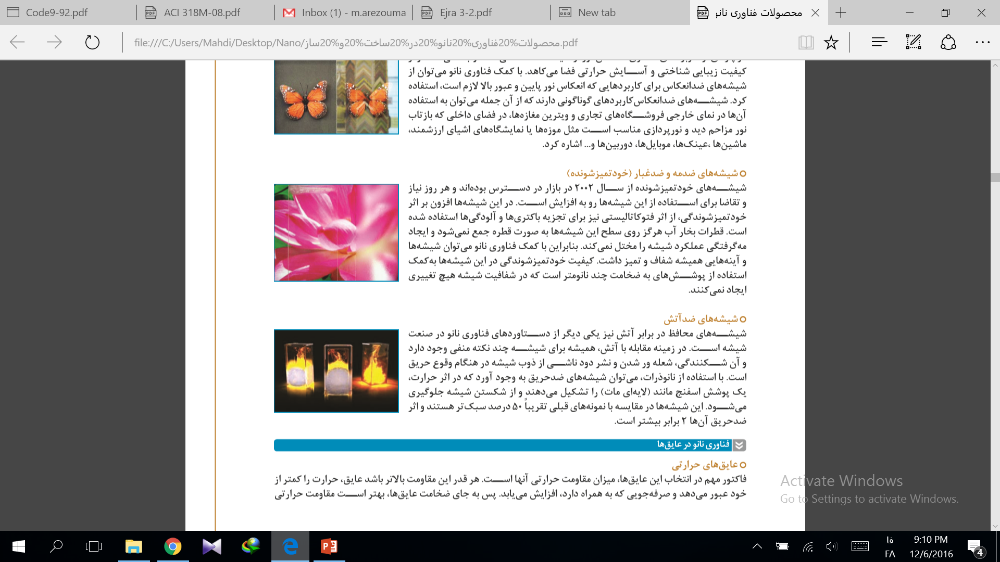 Code9-92.pdf
ACI 318M-08.pdf
Inbox (1) - m.arezouma
Ejra 3-2.pdf
New tab
محصولات فناوری نانو
file:///C:/Users/Mahdi/Desktop/Nano/محصولات%20فناوری%20نانو%20در%20ساخت%20و%20ساز.pdf
کیفیت زیبایی شناختی و آسایش حرارتی فضا می‌کاهد. با کمک فناوری نانو می‌توان از
شیشه‌های ضدانعکاس برای کاربردهایی که انعکاس نور پایین و عبور بالا لازم است، استفاده
کرد. شیشه‌های ضدانعکاس کاربردهای گوناگونی دارند که از آن جمله می‌توان به استفاده
آن‌ها در نمای خارجی فروشگاه‌های تجاری و ویترین مغازه‌ها، در فضای داخلی که بازتاب
نور مزاحم دید و نورپردازی مناسب است مثل موزه‌ها یا نمایشگاه‌های اشیای ارزشمند،
ماشین‌ها ،عینک‌ها، موبایل‌ها، دوربین‌ها و... اشاره کرد.
شیشه‌های ضدمه و ضدغبار (خودتمیزشونده)
شیشه‌های خودتمیزشونده از سال ۲۰۰۲ در بازار در دسترس بوده‌اند و هر روز نیاز
و تقاضا برای استفاده از این شیشه‌ها رو به افزایش است. در این شیشه‌ها افزون بر اثر
خودتمیزشوندگی، از اثر فتوکاتالیستی نیز برای تجزیه باکتری‌ها و آلودگی‌ها استفاده شده
است. قطرات بخار آب هرگز روی سطح این شیشه‌ها به صورت قطره جمع نمی‌شود و ایجاد
مه‌گرفتگی عملکرد شیشه را مختل نمی‌کند. بنابراین با کمک فناوری نانو می‌توان شیشه‌ها
و آینه‌هایی همیشه شفاف و تمیز داشت. کیفیت خودتمیزشوندگی در این شیشه‌ها به‌کمک
استفاده از پوشش‌های به ضخامت چند نانومتر است که در شفافیت شیشه هیچ تغییری
ایجاد نمی‌کنند.
شیشه‌های ضدآتش
شیشه‌های محافظ در برابر آتش نیز یکی دیگر از دستاوردهای فناوری نانو در صنعت
شیشه است. در زمینه مقابله با آتش، همیشه برای شیشه چند نکته منفی وجود دارد
و آن شکنندگی، شعله ور شدن و نشر دود ناشی از ذوب شیشه در هنگام وقوع حریق
است. با استفاده از نانوذرات، می‌توان شیشه‌های ضدحریق به وجود آورد که در اثر حرارت،
یک پوشش اسفنج مانند (لایه‌ای مات) را تشکیل می‌دهند و از شکستن شیشه جلوگیری
می‌شود. این شیشه‌ها در مقایسه با نمونه‌های قبلی تقریباً ۵۰ درصد سبک‌تر هستند و اثر
ضدحریق آن‌ها ۲ برابر بیشتر است.
فناوری نانو در عایق‌ها
عایق‌های حرارتی
فاکتور مهم در انتخاب این عایق‌ها، میزان مقاومت حرارتی آنها است. هر قدر این مقاومت بالاتر باشد عایق، حرارت را کمتر از
خود عبور می‌دهد و صرفه‌جویی که به همراه دارد، افزایش می‌یابد. پس به جای ضخامت عایق‌ها، بهتر است مقاومت حرارتی
Activate Windows
Go to Settings to activate Windows.
فا
FA
9:10 PM
12/6/2016
4